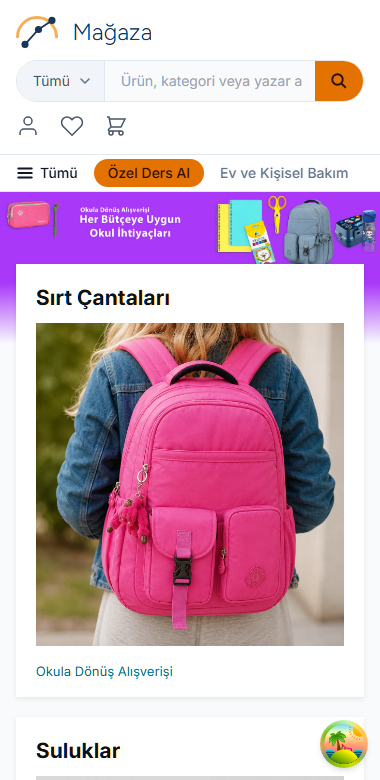 Mağaza
Tümü
Ürün, kategori veya yazar a
Tümü
Özel Ders Al
Ev ve Kişisel Bakım
Okula Dönüş Alışverişi
Her Bütçeye Uygun
Okul İhtiyaçları
Sırt Çantaları
Okula Dönüş Alışverişi
Suluklar